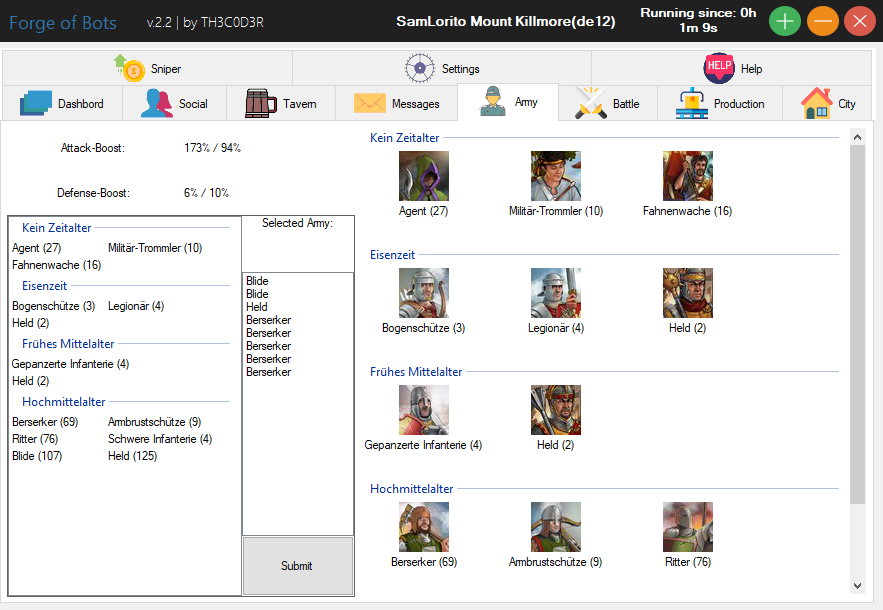 Forge of Bots
v.2.2 | by TH3C0D3R
SamLorito Mount Killmore(de12)
Running since: 0h
1m 9s
Sniper
Settings
HELP
Help
Dashbord
Social
Tavern
Messages
Army
Battle
Production
City
Attack-Boost:
173% / 94%
Defense-Boost:
6% / 10%
Kein Zeitalter
Agent (27)
Militär-Trommler (10)
Fahnenwache (16)
Eisenzeit
Bogenschütze (3)
Legionär (4)
Held (2)
Frühes Mittelalter
Gepanzerte Infanterie (4)
Held (2)
Hochmittelalter
Berserker (69)
Armbrustschütze (9)
Ritter (76)
Schwere Infanterie (4)
Blide (107)
Held (125)
Selected Army:
Blide
Blide
Held
Berserker
Berserker
Berserker
Berserker
Berserker
Submit
Kein Zeitalter
Agent (27)
Militär-Trommler (10)
Fahnenwache (16)
Eisenzeit
Bogenschütze (3)
Legionär (4)
Held (2)
Frühes Mittelalter
Gepanzerte Infanterie (4)
Held (2)
Hochmittelalter
Berserker (69)
Armbrustschütze (9)
Ritter (76)